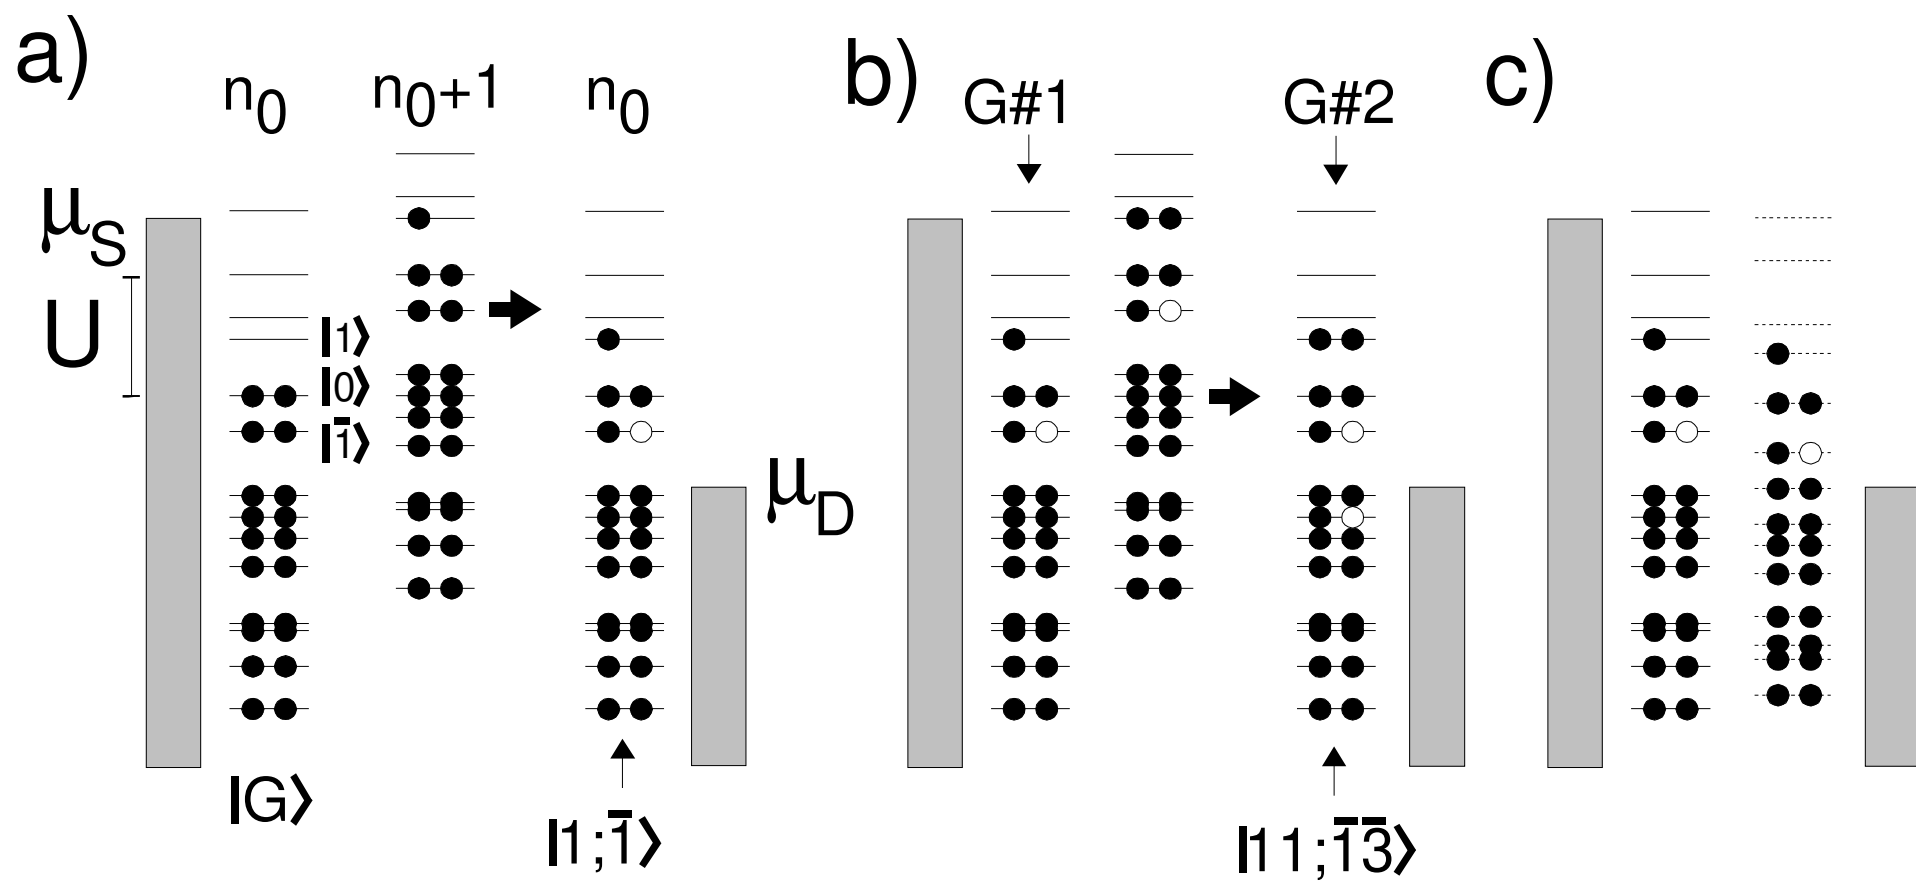 a)
n0 n0+1 n0
μS
U
|1⟩
|0⟩
|1̄⟩
μD
|G⟩
|1;1̄⟩
b)
G#1 G#2
|11;1̄3̄⟩
c)